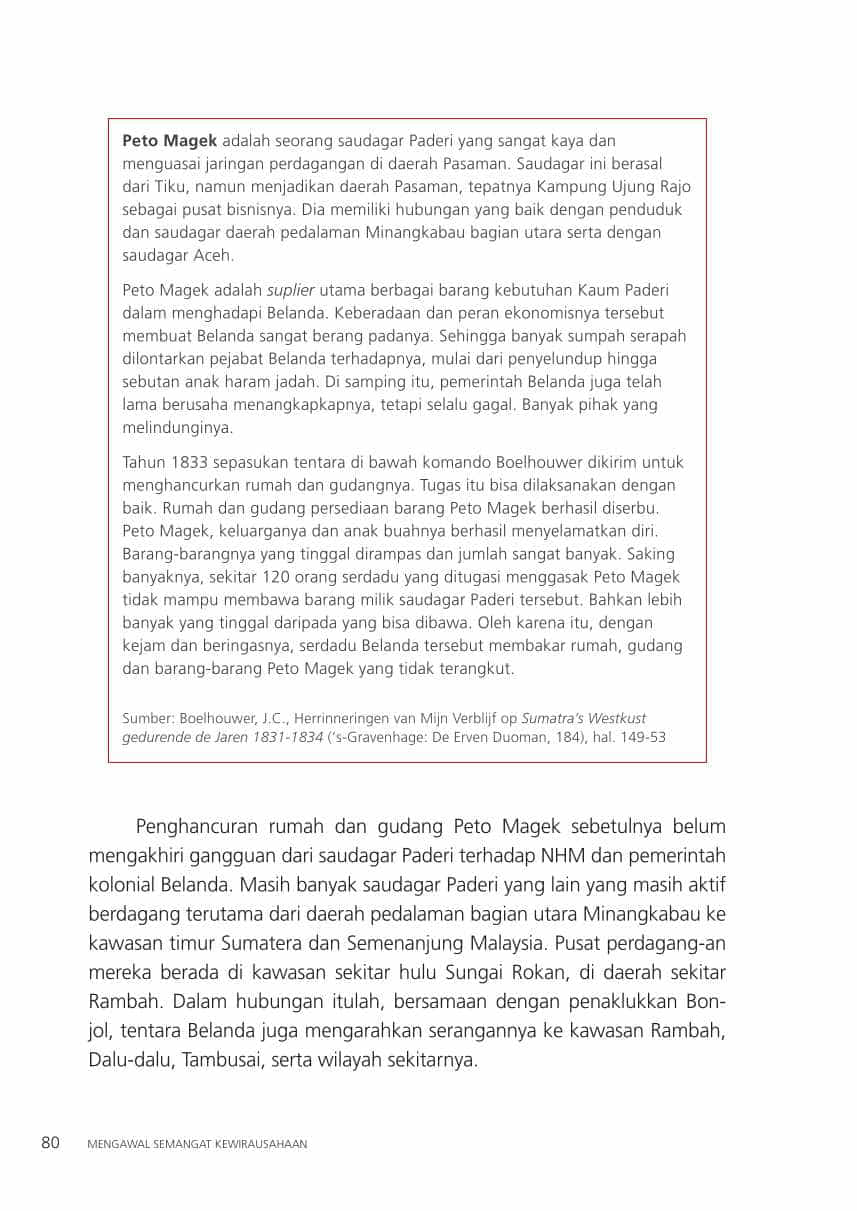 Peto Magek adalah seorang saudagar Paderi yang sangat kaya dan
menguasai jaringan perdagangan di daerah Pasaman. Saudagar ini berasal
dari Tiku, namun menjadikan daerah Pasaman, tepatnya Kampung Ujung Rajo
sebagai pusat bisnisnya. Dia memiliki hubungan yang baik dengan penduduk
dan saudagar daerah pedalaman Minangkabau bagian utara serta dengan
saudagar Aceh.
Peto Magek adalah suplier utama berbagai barang kebutuhan Kaum Paderi
dalam menghadapi Belanda. Keberadaan dan peran ekonomisnya tersebut
membuat Belanda sangat berang padanya. Sehingga banyak sumpah serapah
dilontarkan pejabat Belanda terhadapnya, mulai dari penyelundup hingga
sebutan anak haram jadah. Di samping itu, pemerintah Belanda juga telah
lama berusaha menangkapkapnya, tetapi selalu gagal. Banyak pihak yang
melindunginya.
Tahun 1833 sepasukan tentara di bawah komando Boelhouwer dikirim untuk
menghancurkan rumah dan gudangnya. Tugas itu bisa dilaksanakan dengan
baik. Rumah dan gudang persediaan barang Peto Magek berhasil diserbu.
Peto Magek, keluarganya dan anak buahnya berhasil menyelamatkan diri.
Barang-barangnya yang tinggal dirampas dan jumlah sangat banyak. Saking
banyaknya, sekitar 120 orang serdadu yang ditugasi menggasak Peto Magek
tidak mampu membawa barang milik saudagar Paderi tersebut. Bahkan lebih
banyak yang tinggal daripada yang bisa dibawa. Oleh karena itu, dengan
kejam dan beringasnya, serdadu Belanda tersebut membakar rumah, gudang
dan barang-barang Peto Magek yang tidak terangkut.
Sumber: Boelhouwer, J.C., Herrinneringen van Mijn Verblijf op Sumatra's Westkust
gedurende de Jaren 1831-1834 ('s-Gravenhage: De Erven Duoman, 184), hal. 149-53
Penghancuran rumah dan gudang Peto Magek sebetulnya belum
mengakhiri gangguan dari saudagar Paderi terhadap NHM dan pemerintah
kolonial Belanda. Masih banyak saudagar Paderi yang lain yang masih aktif
berdagang terutama dari daerah pedalaman bagian utara Minangkabau ke
kawasan timur Sumatera dan Semenanjung Malaysia. Pusat perdagang-an
mereka berada di kawasan sekitar hulu Sungai Rokan, di daerah sekitar
Rambah. Dalam hubungan itulah, bersamaan dengan penaklukkan Bon-
jol, tentara Belanda juga mengarahkan serangannya ke kawasan Rambah,
Dalu-dalu, Tambusai, serta wilayah sekitarnya.
80 MENGAWAL SEMANGAT KEWIRAUSAHAAN